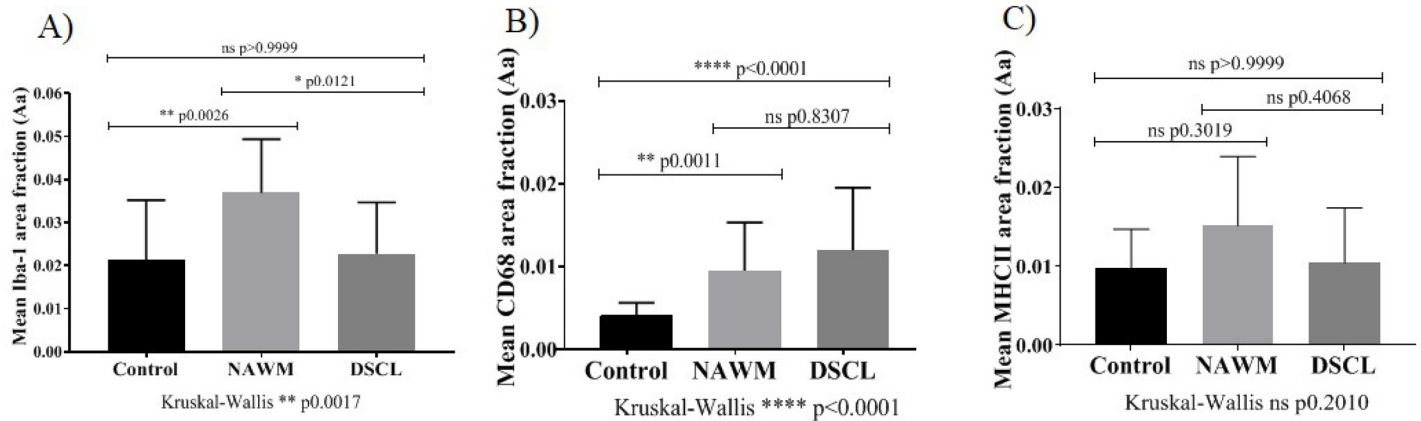 A)
ns p>0.9999
* p0.0121
** p0.0026
Mean Iba-1 area fraction (Aa)
0.06
0.05
0.04
0.03
0.02
0.01
0.00
Control NAWM DSCL
Kruskal-Wallis ** p0.0017
B)
**** p<0.0001
ns p0.8307
** p0.0011
Mean CD68 area fraction (Aa)
0.03
0.02
0.01
0.00
Control NAWM DSCL
Kruskal-Wallis **** p<0.0001
C)
ns p>0.9999
ns p0.4068
ns p0.3019
Mean MHCII area fraction (Aa)
0.03
0.02
0.01
0.00
Control NAWM DSCL
Kruskal-Wallis ns p0.2010